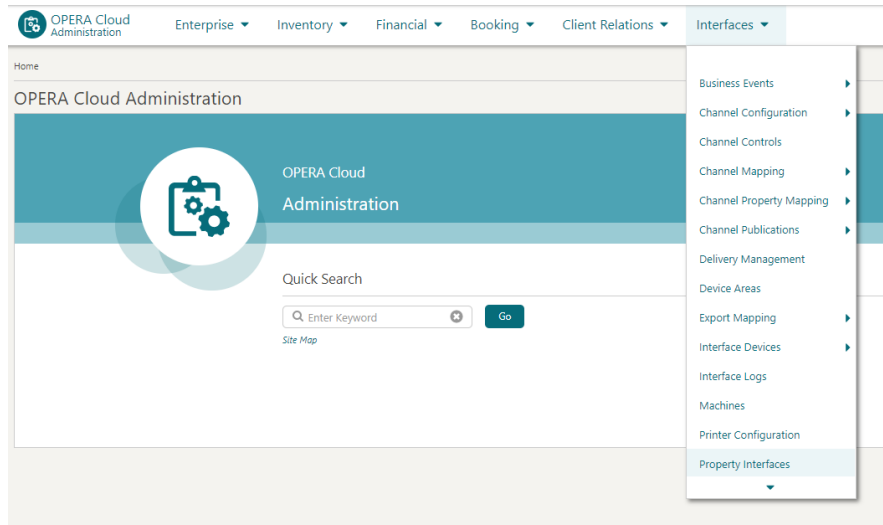 OPERA Cloud
Administration
Enterprise
Inventory
Financial
Booking
Client Relations
Interfaces
Home
OPERA Cloud Administration
OPERA Cloud
Administration
Quick Search
Enter Keyword
Go
Site Map
Business Events
Channel Configuration
Channel Controls
Channel Mapping
Channel Property Mapping
Channel Publications
Delivery Management
Device Areas
Export Mapping
Interface Devices
Interface Logs
Machines
Printer Configuration
Property Interfaces